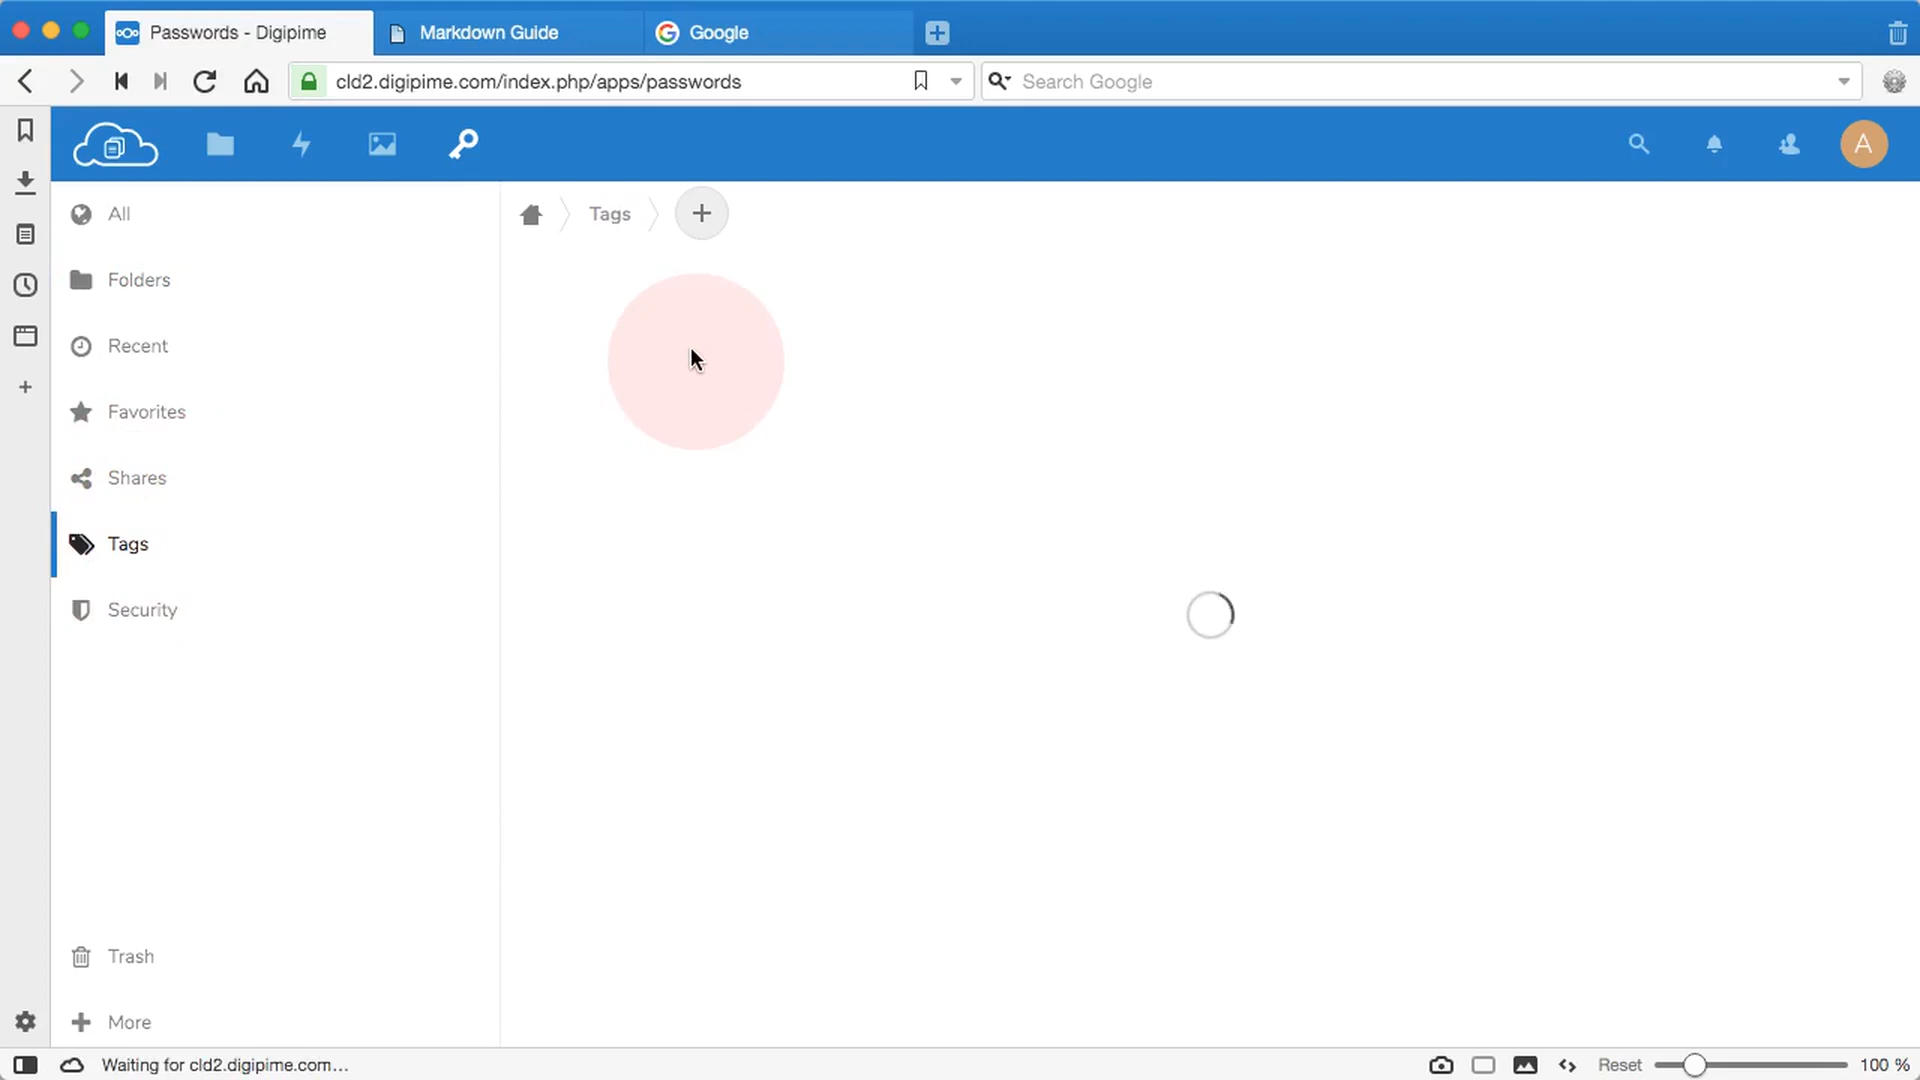 Passwords - Digipime
Markdown Guide
Google
cld2.digipime.com/index.php/apps/passwords
Search Google
A
All
Tags
Folders
Recent
Favorites
Shares
Tags
Security
Trash
More
Waiting for cld2.digipime.com...
Reset
100 %